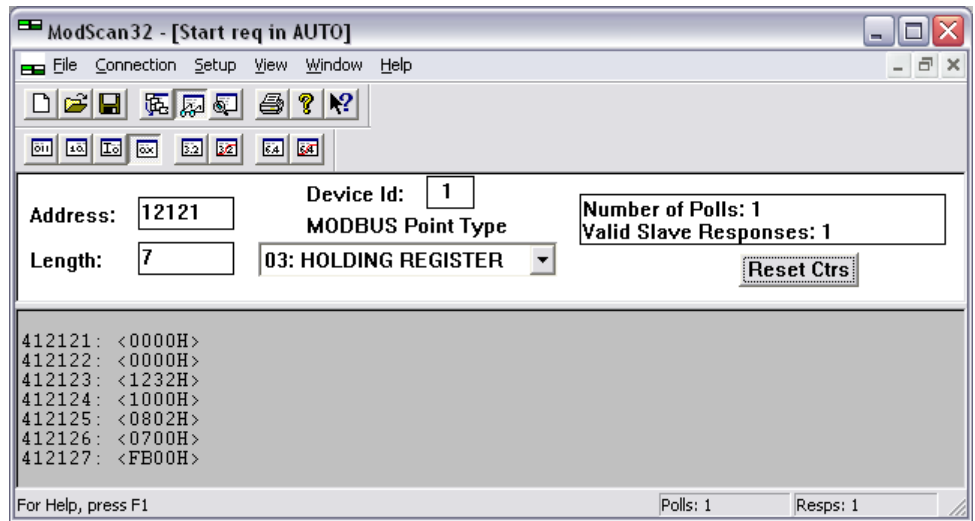 ModScan32 - [Start req in AUTO]
File Connection Setup View Window Help
Address: 12121
Device Id: 1
MODBUS Point Type
Length: 7
03: HOLDING REGISTER
Number of Polls: 1
Valid Slave Responses: 1
Reset Ctrs
412121: <0000H>
412122: <0000H>
412123: <1232H>
412124: <1000H>
412125: <0802H>
412126: <0700H>
412127: <FB00H>
For Help, press F1
Polls: 1
Resps: 1